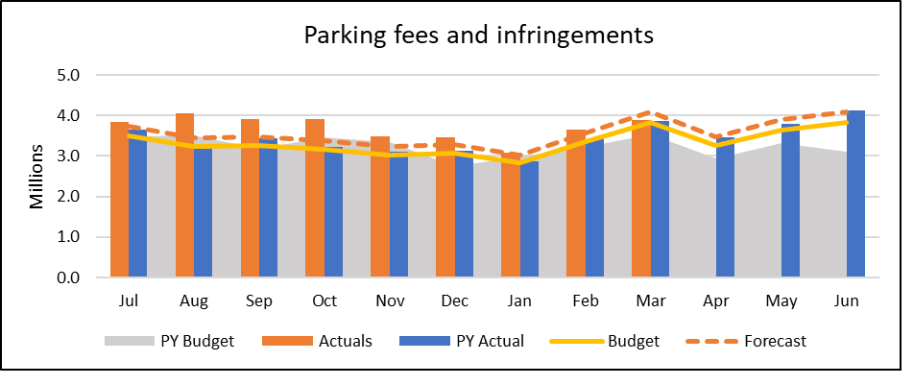 Parking fees and infringements
5.0
4.0
3.0
2.0
1.0
0.0
Millions
Jul Aug Sep Oct Nov Dec Jan Feb Mar Apr May Jun
PY Budget Actuals PY Actual Budget Forecast